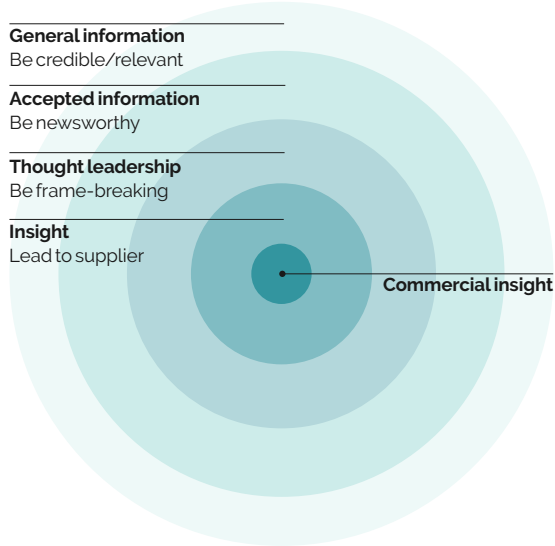 General information
Be credible/relevant
Accepted information
Be newsworthy
Thought leadership
Be frame-breaking
Insight
Lead to supplier
Commercial insight